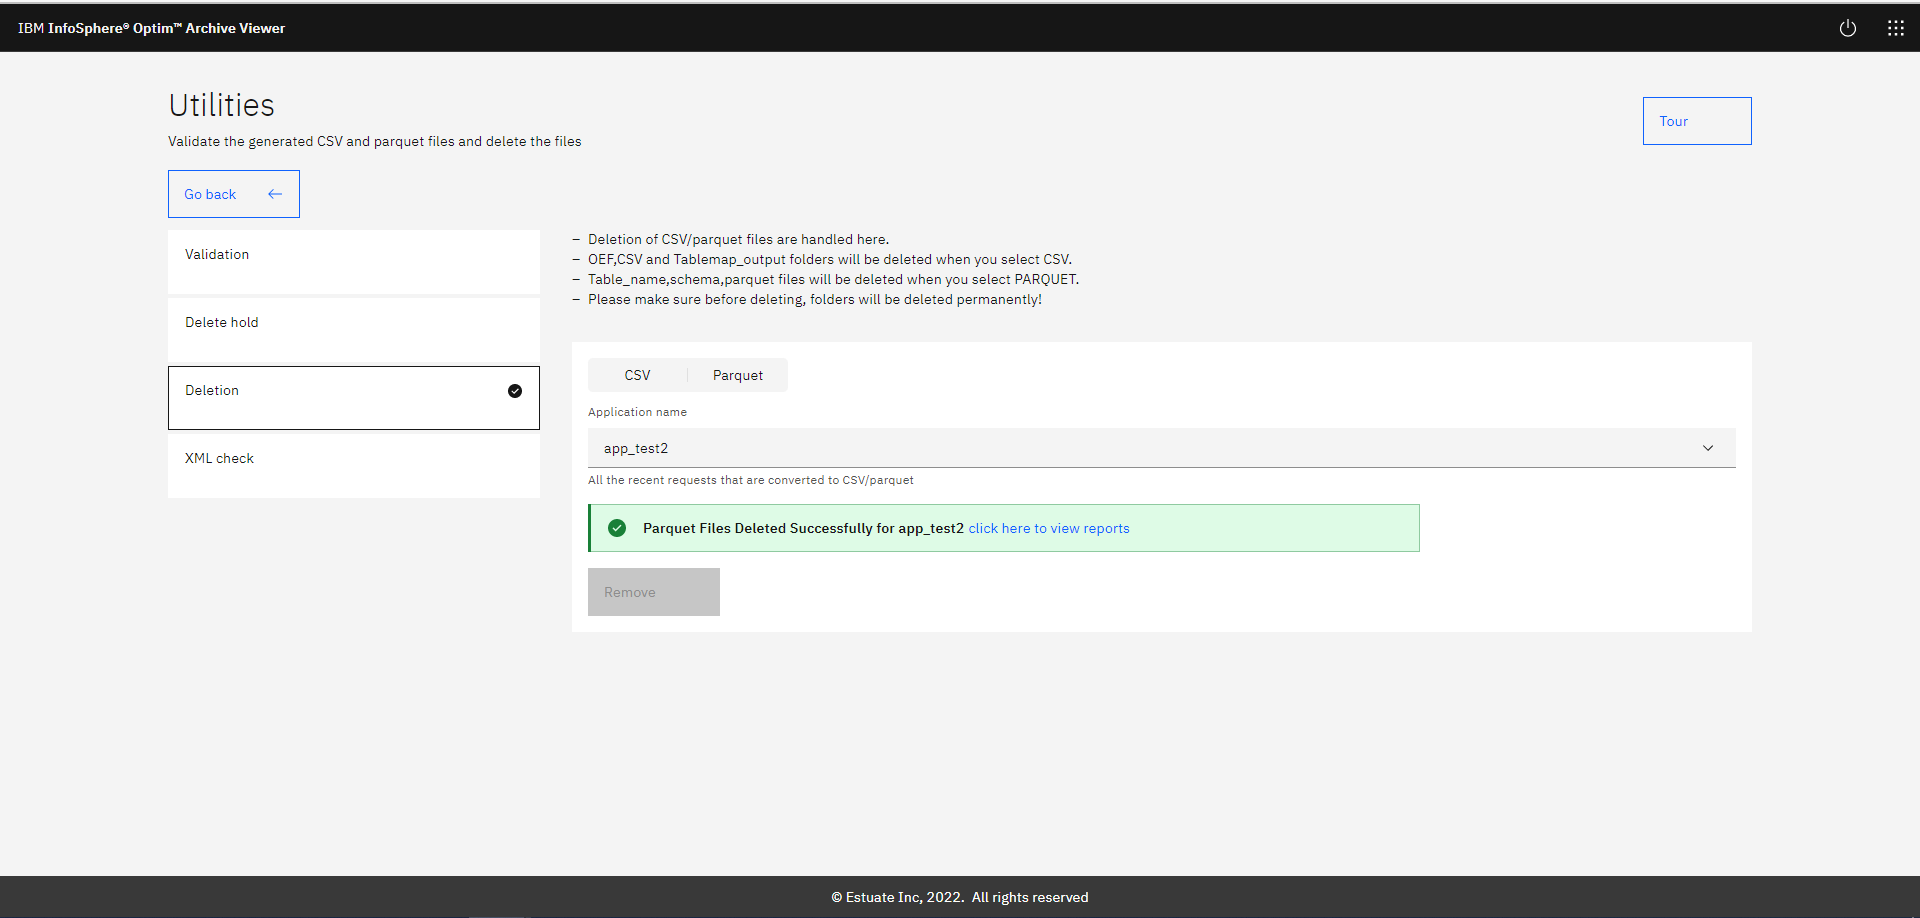 IBM InfoSphere® Optim™ Archive Viewer
Utilities
Validate the generated CSV and parquet files and delete the files
Tour
Go back
Validation
Delete hold
Deletion
XML check
– Deletion of CSV/parquet files are handled here.
– OEF,CSV and Tablemap_output folders will be deleted when you select CSV.
– Table_name,schema,parquet files will be deleted when you select PARQUET.
– Please make sure before deleting, folders will be deleted permanently!
CSV Parquet
Application name
app_test2
All the recent requests that are converted to CSV/parquet
Parquet Files Deleted Successfully for app_test2 click here to view reports
Remove
© Estuate Inc, 2022. All rights reserved